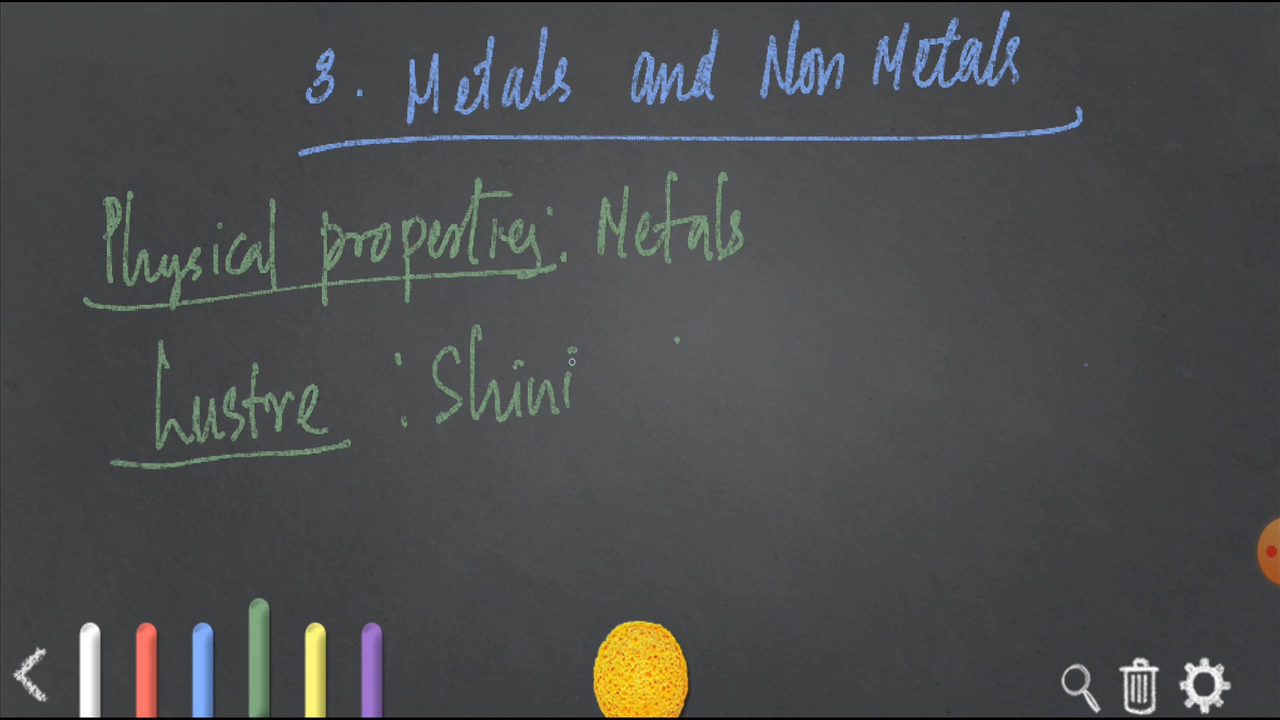 3. Metals and Non Metals
Physical properties: Metals
Lustre : Shini